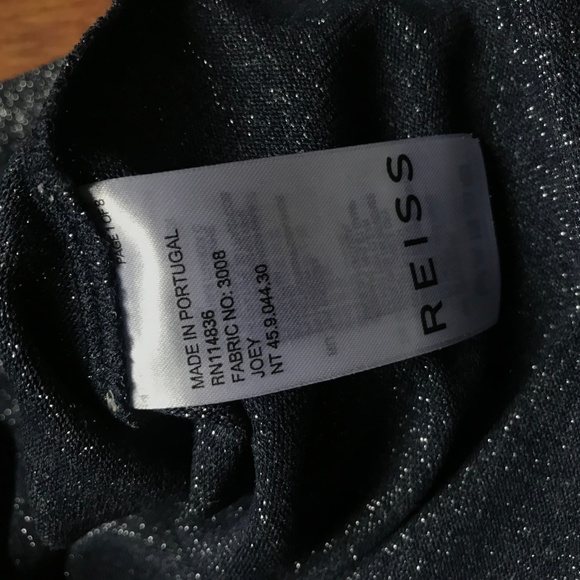 REISS
MADE IN PORTUGAL
RN114836
FABRIC NO: 3008
JOEY
NT 45.9.044.30
PAGE 1 OF 8